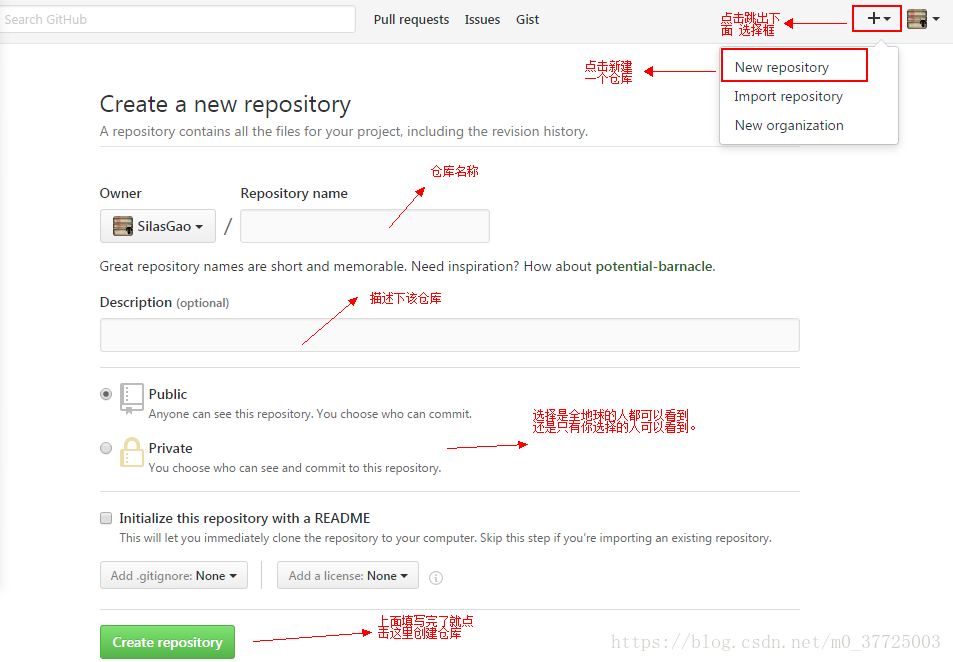 Search GitHub
Pull requests
Issues
Gist
点击跳出下
面 选择框
点击新建
一个仓库
New repository
Import repository
New organization
Create a new repository
A repository contains all the files for your project, including the revision history.
仓库名称
Owner
Repository name
SilasGao
/
Great repository names are short and memorable. Need inspiration? How about potential-barnacle.
Description (optional)
描述下该仓库
Public
Anyone can see this repository. You choose who can commit.
选择是全地球的人都可以看到
还是只有你选择的人可以看到。
Private
You choose who can see and commit to this repository.
Initialize this repository with a README
This will let you immediately clone the repository to your computer. Skip this step if you're importing an existing repository.
Add .gitignore: None
Add a license: None
上面填写完了就点
击这里创建仓库
Create repository
https://blog.csdn.net/m0_37725003